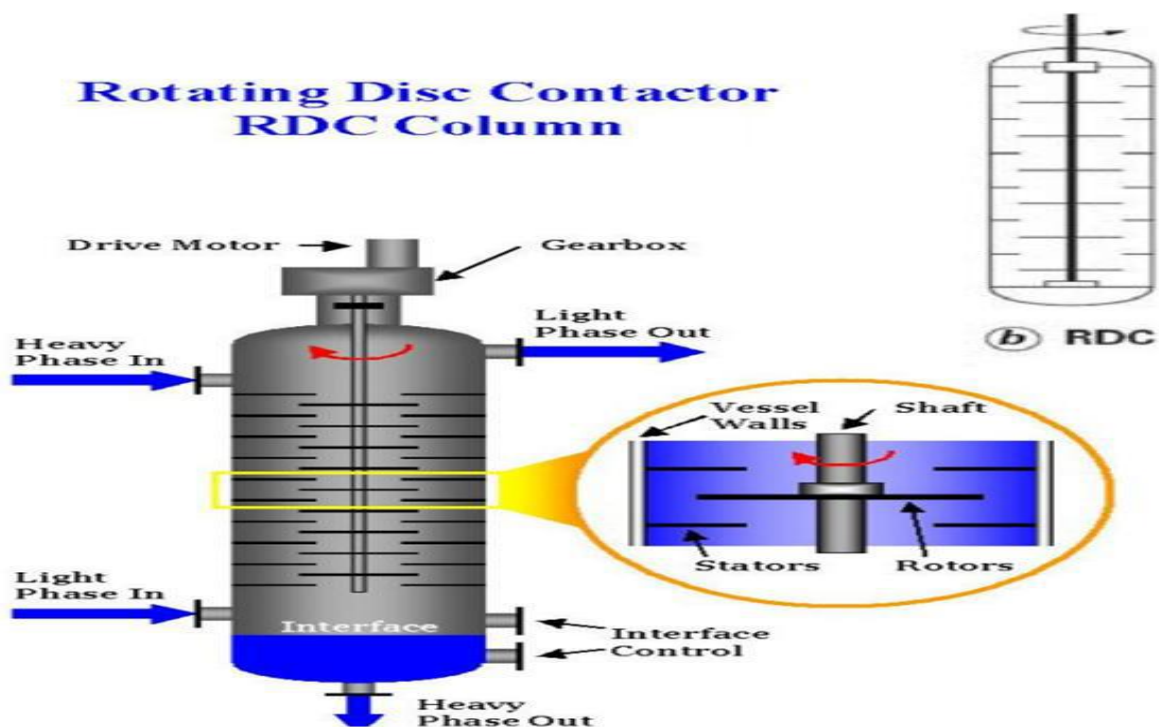 Rotating Disc Contactor
RDC Column
Drive Motor
Gearbox
Heavy
Phase In
Light
Phase Out
b RDC
Vessel
Walls
Shaft
Stators
Rotors
Light
Phase In
Interface
Interface
Control
Heavy
Phase Out